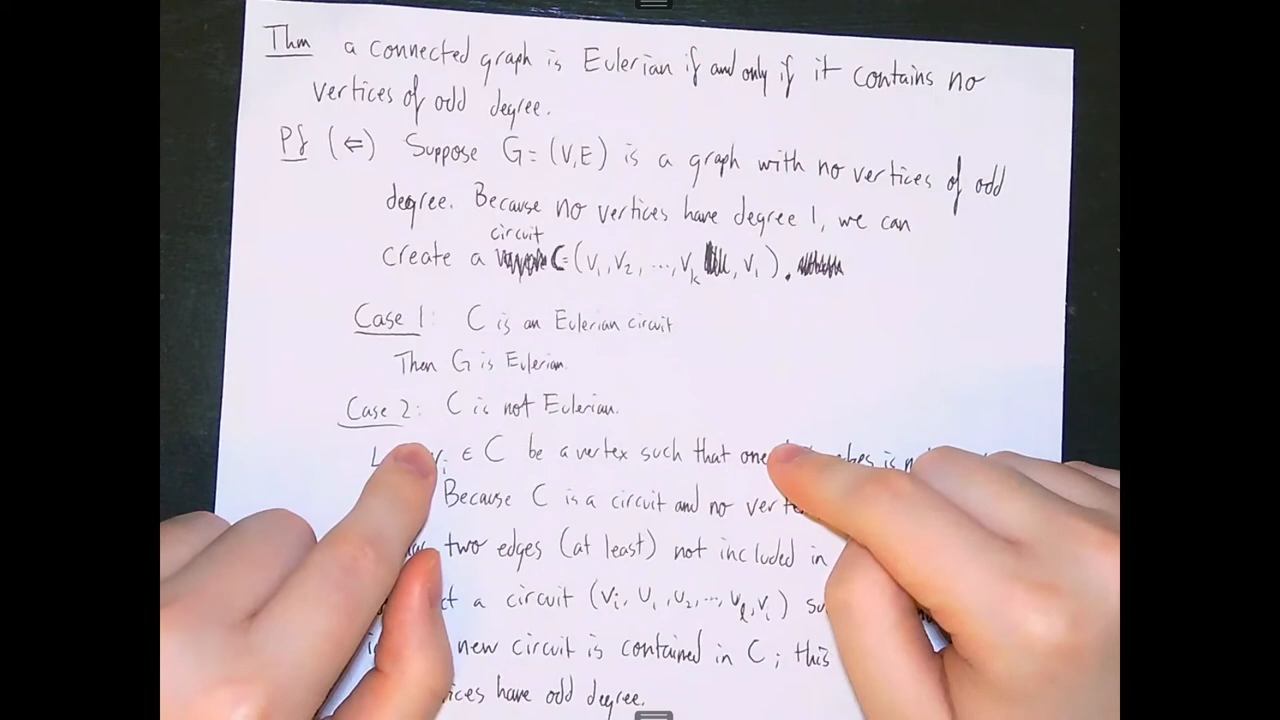 Thm a connected graph is Eulerian if and only if it contains no
vertices of odd degree.
Pf (⇐) Suppose G = (V,E) is a graph with no vertices of odd
degree. Because no vertices have degree 1, we can
circuit
create a C = (v₁, v₂, ..., vₖ, v₁).
Case 1: C is an Eulerian circuit
Then G is Eulerian.
Case 2: C is not Eulerian.
vᵢ ∈ C be a vertex such that one is
Because C is a circuit and no
two edges (at least) not included in
a circuit (vᵢ, u₁, u₂, ..., uₗ, vᵢ)
new circuit is contained in C; this
have odd degree.